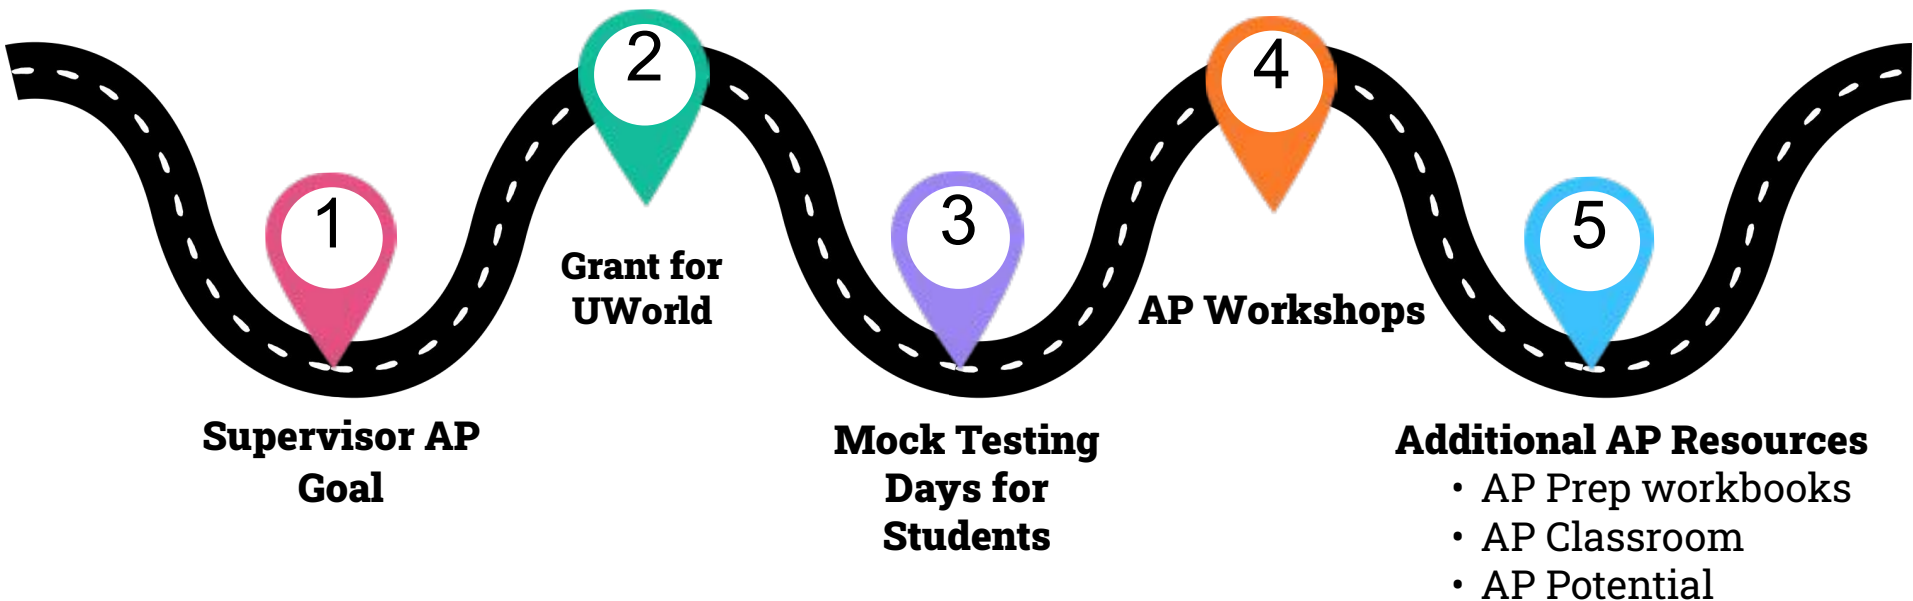 1
Supervisor AP
Goal
2
Grant for
UWorld
3
Mock Testing
Days for
Students
4
AP Workshops
5
Additional AP Resources
• AP Prep workbooks
• AP Classroom
• AP Potential